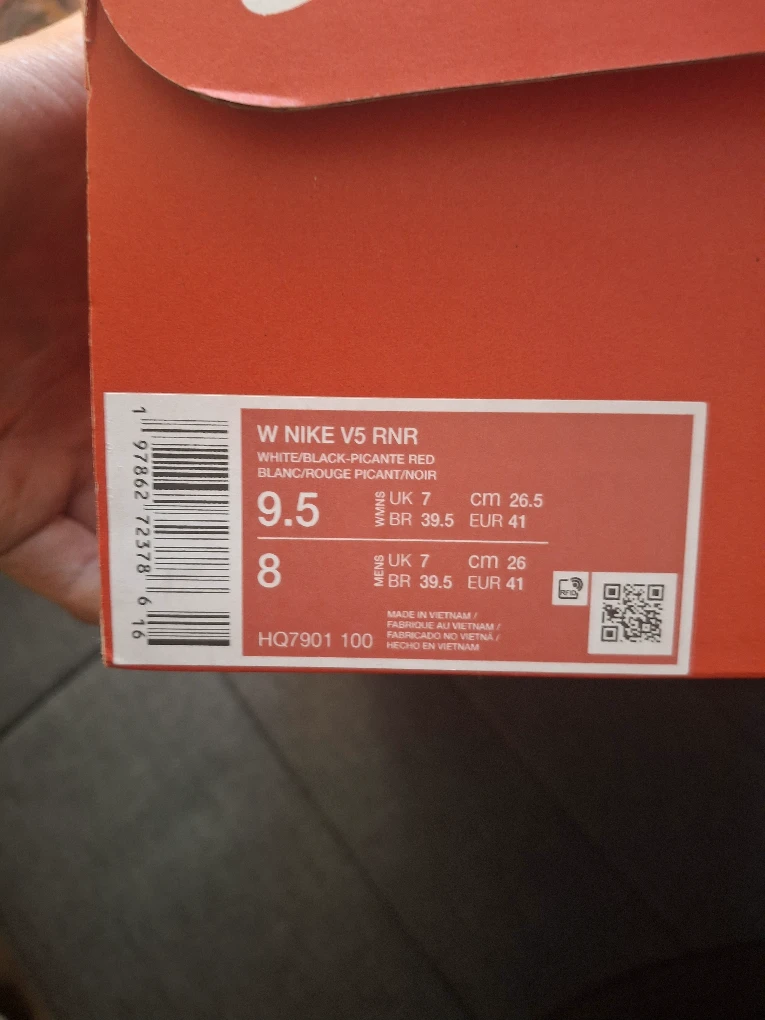 W NIKE V5 RNR
WHITE/BLACK-PICANTE RED
BLANC/ROUGE PICANT/NOIR
9.5
WMNS
UK 7 cm 26.5
BR 39.5 EUR 41
8
MENS
UK 7 cm 26
BR 39.5 EUR 41
RFID
HQ7901 100
MADE IN VIETNAM /
FABRIQUE AU VIETNAM /
FABRICADO NO VIETNÃ /
HECHO EN VIETNAM
1 97862 72378 6 16